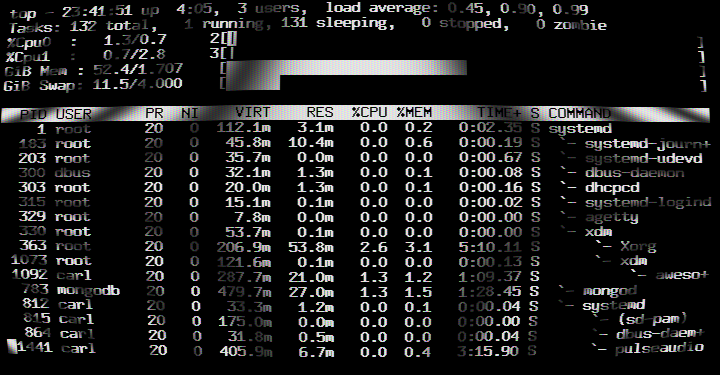 top - 23:41:51 up  4:05,  3 users,  load average: 0.45, 0.90, 0.99
Tasks: 132 total,   1 running, 131 sleeping,   0 stopped,   0 zombie
%Cpu0  :   1.3/0.7     2[||                                                  ]
%Cpu1  :   0.7/2.8     3[|                                                   ]
GiB Mem : 52.4/1.707   [                                                     ]
GiB Swap: 11.5/4.000   [                                                     ]
PID USER      PR  NI    VIRT    RES  %CPU %MEM     TIME+ S COMMAND
1 root      20   0  112.1m   3.1m   0.0  0.2   0:02.35 S systemd
183 root      20   0   45.8m  10.4m   0.0  0.6   0:00.19 S  `- systemd-journ+
203 root      20   0   35.7m   0.0m   0.0  0.0   0:00.67 S  `- systemd-udevd
300 dbus      20   0   32.1m   1.3m   0.0  0.1   0:00.08 S  `- dbus-daemon
303 root      20   0   20.0m   1.3m   0.0  0.1   0:00.16 S  `- dhcpcd
315 root      20   0   15.1m   0.1m   0.0  0.0   0:00.02 S  `- systemd-logind
329 root      20   0    7.8m   0.0m   0.0  0.0   0:00.00 S  `- agetty
330 root      20   0   53.7m   0.1m   0.0  0.0   0:00.00 S  `- xdm
363 root      20   0  206.9m  53.8m   2.6  3.1   5:10.11 S      `- Xorg
1073 root      20   0  121.6m   0.1m   0.0  0.0   0:00.13 S      `- xdm
1092 carl      20   0  287.7m  21.0m   1.3  1.2   1:09.37 S          `- aweso+
783 mongodb   20   0  479.7m  27.0m   1.3  1.5   1:28.45 S  `- mongod
812 carl      20   0   33.3m   1.2m   0.0  0.1   0:00.04 S  `- systemd
815 carl      20   0  175.0m   0.0m   0.0  0.0   0:00.00 S      `- (sd-pam)
864 carl      20   0   31.8m   0.5m   0.0  0.0   0:00.04 S      `- dbus-daem+
1441 carl      20   0  405.9m   6.7m   0.0  0.4   3:15.90 S      `- pulseaudio